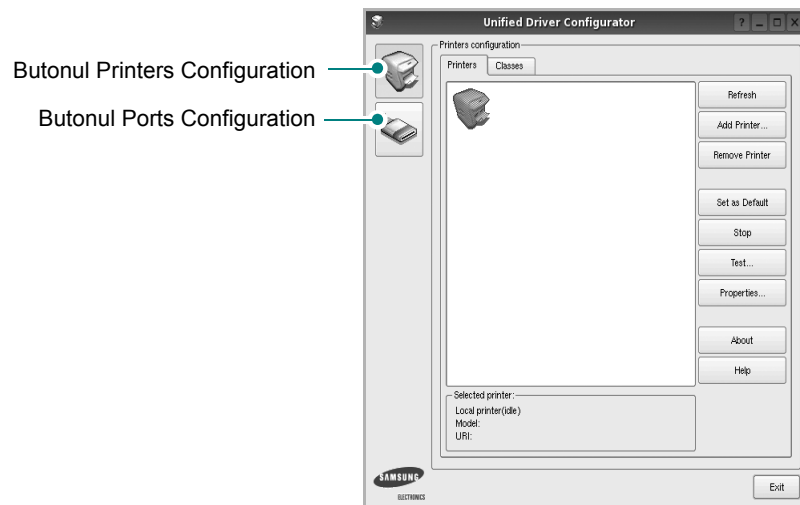 Unified Driver Configurator
Butonul Printers Configuration
Butonul Ports Configuration
Printers configuration
Printers
Classes
Refresh
Add Printer...
Remove Printer
Set as Default
Stop
Test...
Properties...
About
Help
Selected printer:
Local printer(idle)
Model:
URI:
SAMSUNG
ELECTRONICS
Exit